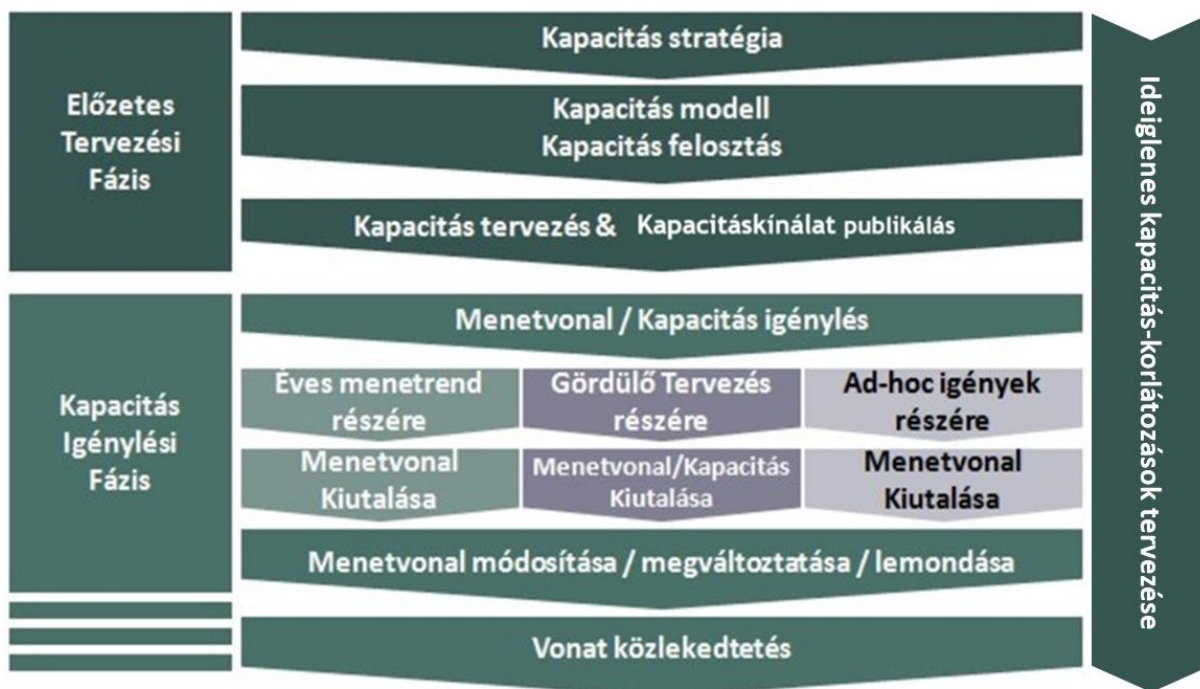 Előzetes
Tervezési
Fázis
Kapacitás stratégia
Kapacitás modell
Kapacitás felosztás
Kapacitás tervezés & Kapacitáskínálat publikálás
Kapacitás
Igénylési
Fázis
Menetvonal / Kapacitás igénylés
Éves menetrend
részére
Gördülő Tervezés
részére
Ad-hoc igények
részére
Menetvonal
Kiutalása
Menetvonal/Kapacitás
Kiutalása
Menetvonal
Kiutalása
Menetvonal módosítása / megváltoztatása / lemondása
Vonat közlekedtetés
Ideiglenes kapacitás-korlátozások tervezése